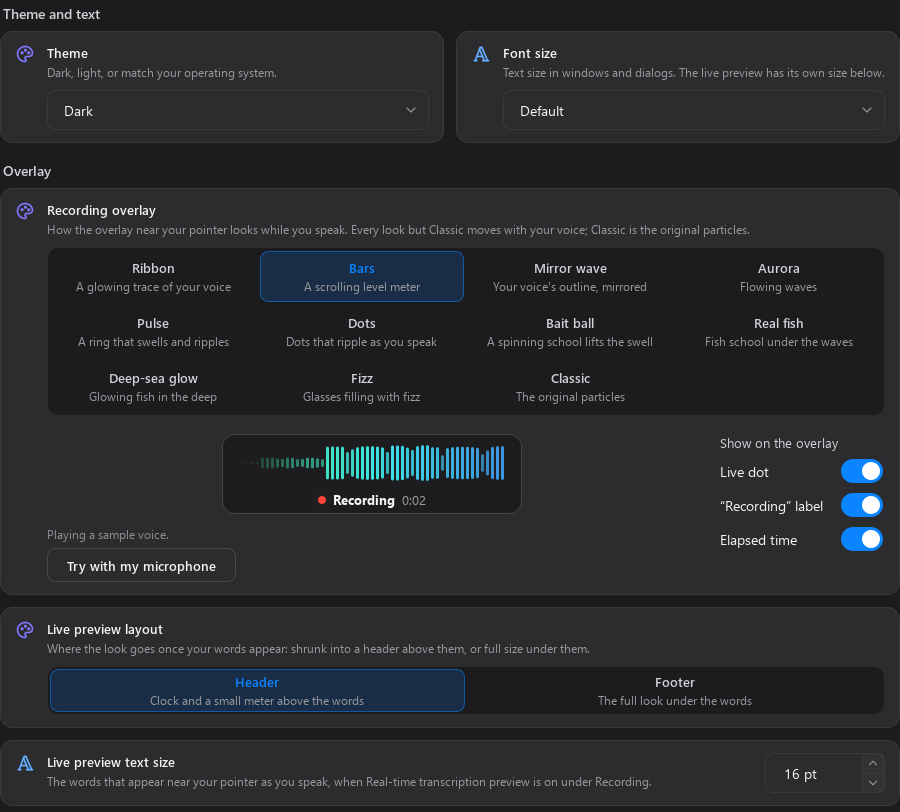 Theme and text
Theme
Dark, light, or match your operating system.
Dark
Font size
Text size in windows and dialogs. The live preview has its own size below.
Default
Overlay
Recording overlay
How the overlay near your pointer looks while you speak. Every look but Classic moves with your voice; Classic is the original particles.
Ribbon
A glowing trace of your voice
Bars
A scrolling level meter
Mirror wave
Your voice's outline, mirrored
Aurora
Flowing waves
Pulse
A ring that swells and ripples
Dots
Dots that ripple as you speak
Bait ball
A spinning school lifts the swell
Real fish
Fish school under the waves
Deep-sea glow
Glowing fish in the deep
Fizz
Glasses filling with fizz
Classic
The original particles
Recording 0:02
Show on the overlay
Live dot
“Recording” label
Elapsed time
Playing a sample voice.
Try with my microphone
Live preview layout
Where the look goes once your words appear: shrunk into a header above them, or full size under them.
Header
Clock and a small meter above the words
Footer
The full look under the words
Live preview text size
The words that appear near your pointer as you speak, when Real-time transcription preview is on under Recording.
16 pt